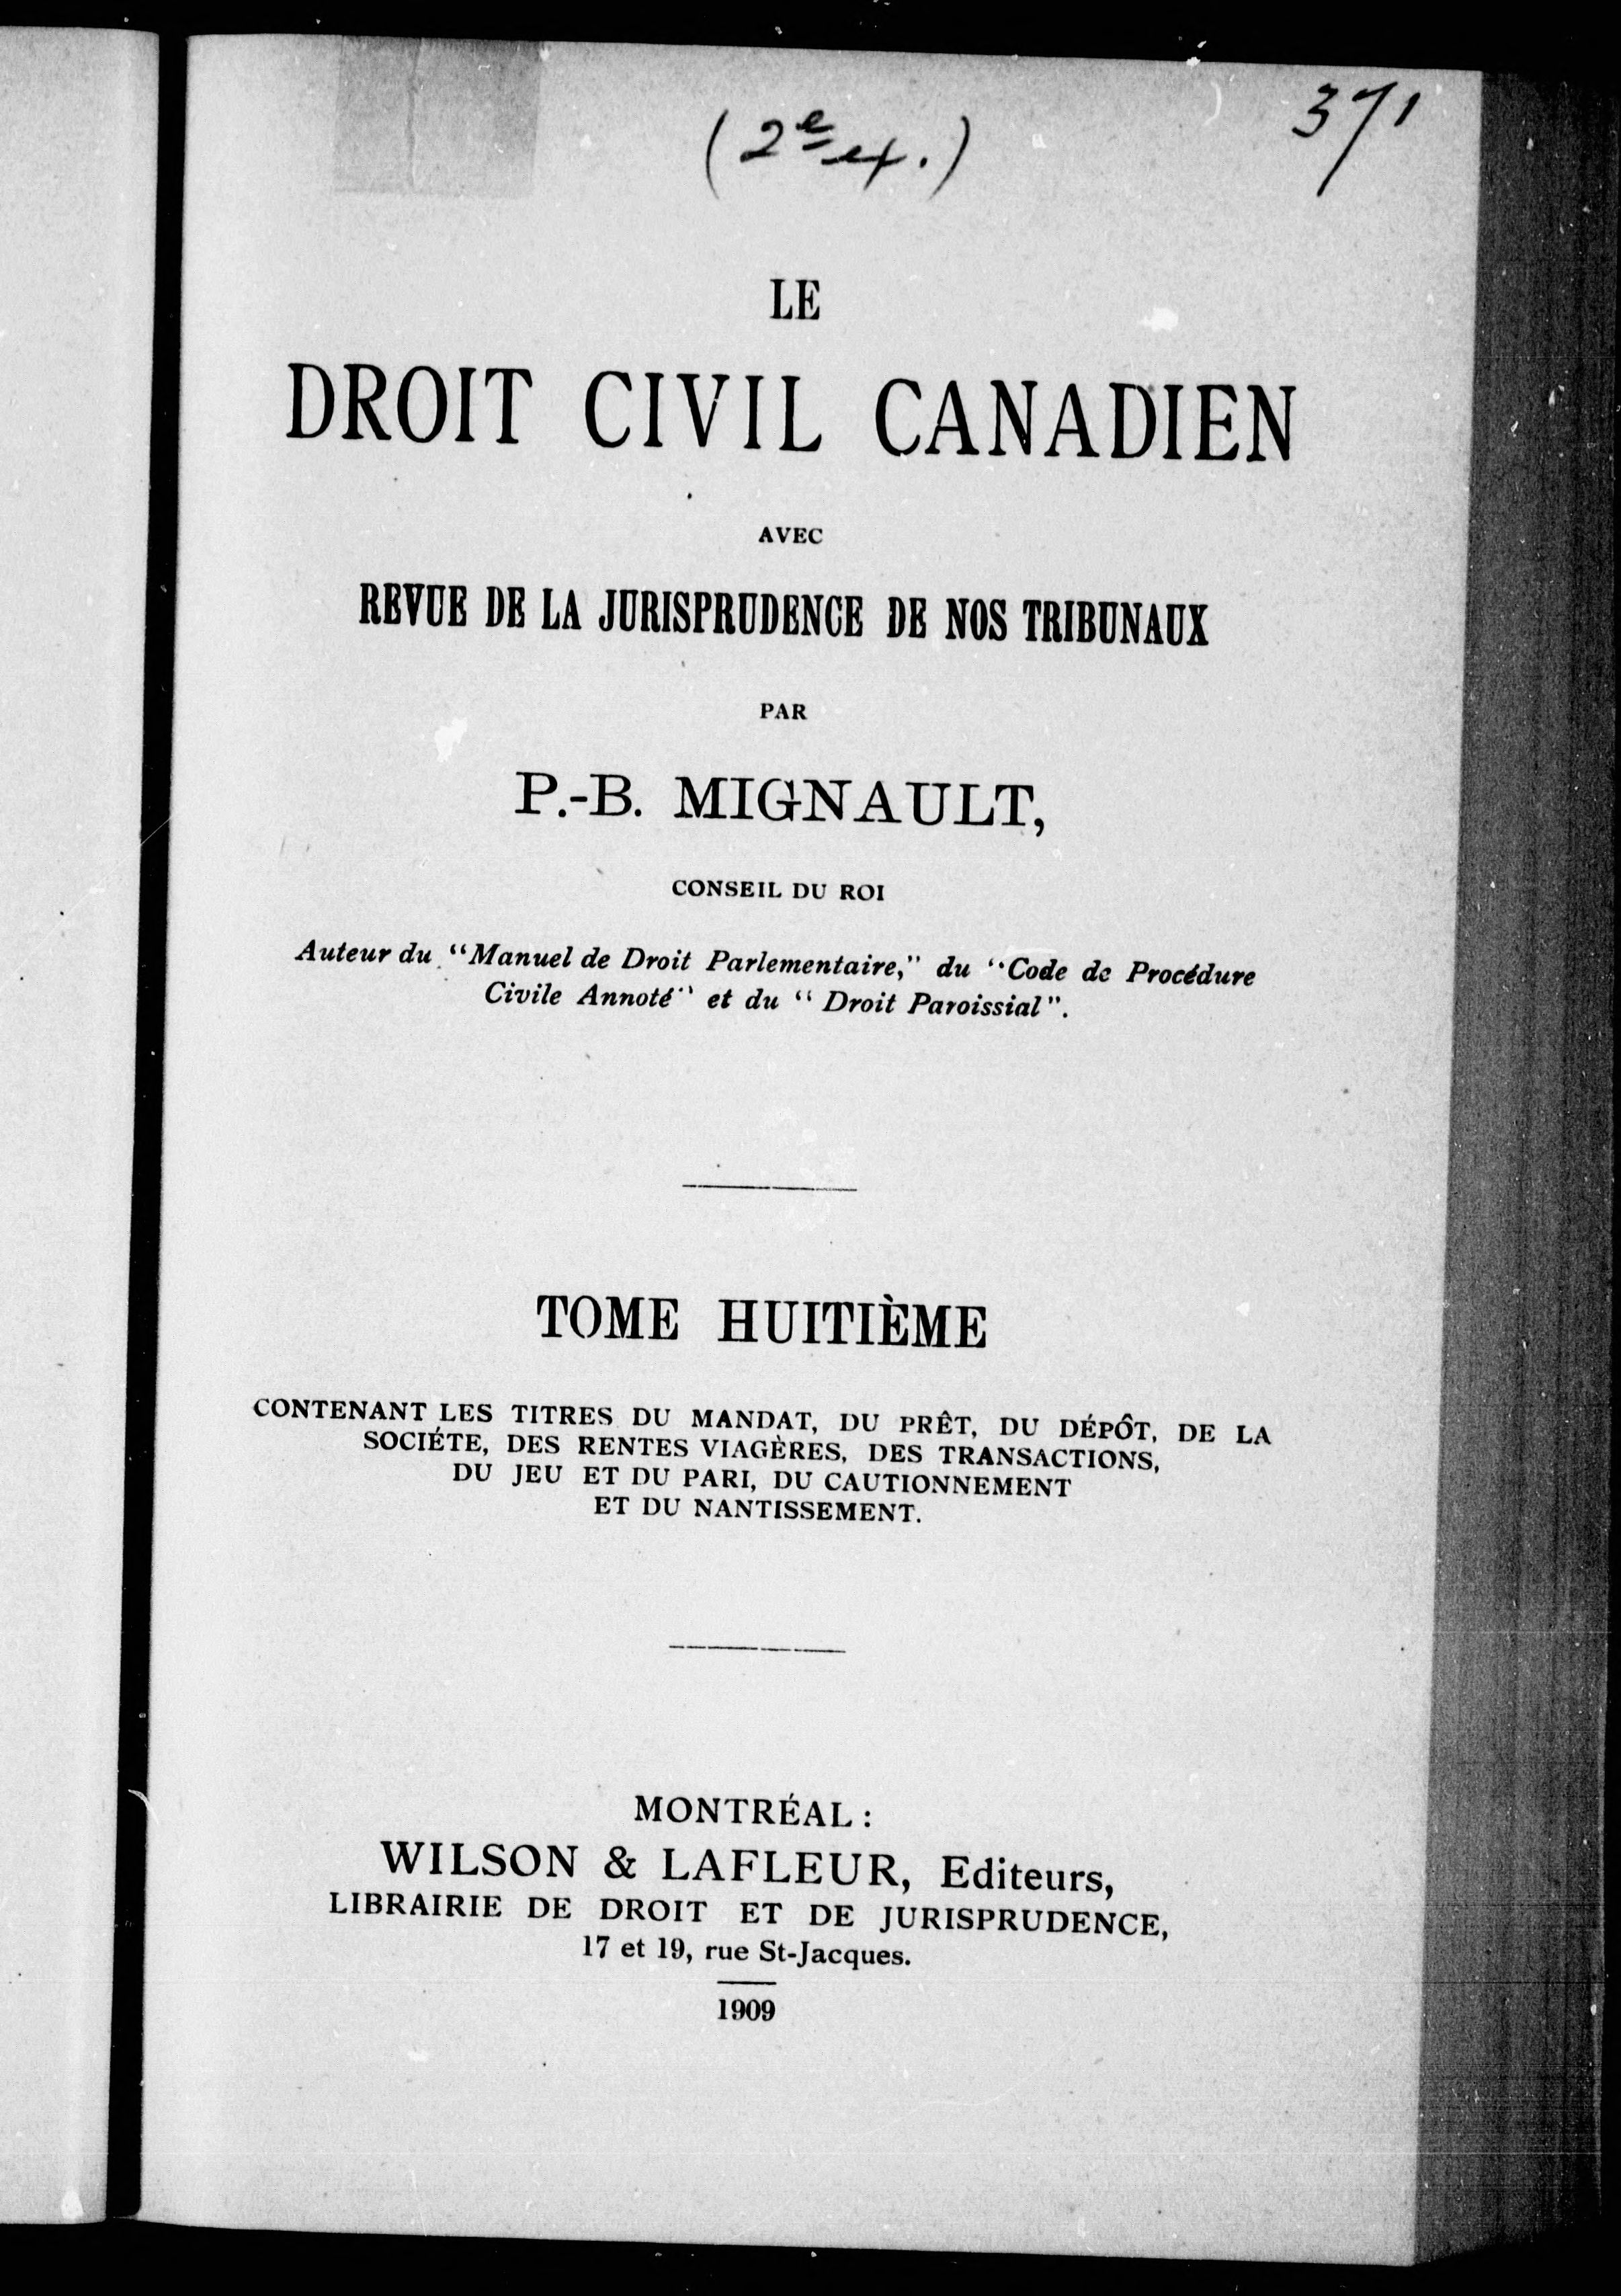 (2e ex.)
371
LE
DROIT CIVIL CANADIEN
AVEC
REVUE DE LA JURISPRUDENCE DE NOS TRIBUNAUX
PAR
P.-B. MIGNAULT,
CONSEIL DU ROI
Auteur du "Manuel de Droit Parlementaire," du "Code de Procédure
Civile Annoté" et du " Droit Paroissial".
TOME HUITIÈME
CONTENANT LES TITRES DU MANDAT, DU PRÊT, DU DÉPÔT, DE LA
SOCIÉTE, DES RENTES VIAGÈRES, DES TRANSACTIONS,
DU JEU ET DU PARI, DU CAUTIONNEMENT
ET DU NANTISSEMENT.
MONTRÉAL:
WILSON & LAFLEUR, Editeurs,
LIBRAIRIE DE DROIT ET DE JURISPRUDENCE,
17 et 19, rue St-Jacques.
1909